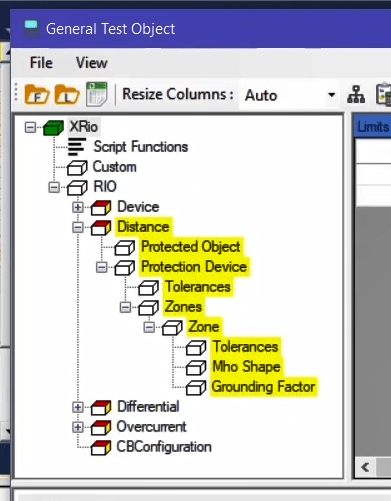 General Test Object
File View
F L Resize Columns : Auto
XRio
Limits
Script Functions
Custom
RIO
Device
Distance
Protected Object
Protection Device
Tolerances
Zones
Zone
Tolerances
Mho Shape
Grounding Factor
Differential
Overcurrent
CBConfiguration